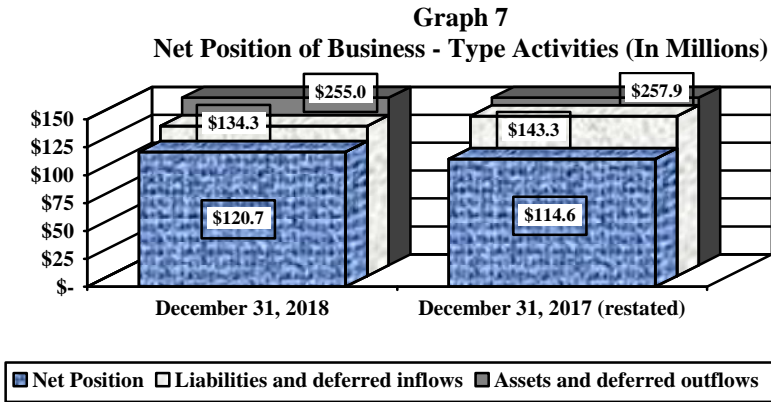 Graph 7
Net Position of Business - Type Activities (In Millions)
$255.0
$257.9
$134.3
$143.3
$120.7
$114.6
$150
$125
$100
$75
$50
$25
$-
December 31, 2018
December 31, 2017 (restated)
Net Position
Liabilities and deferred inflows
Assets and deferred outflows